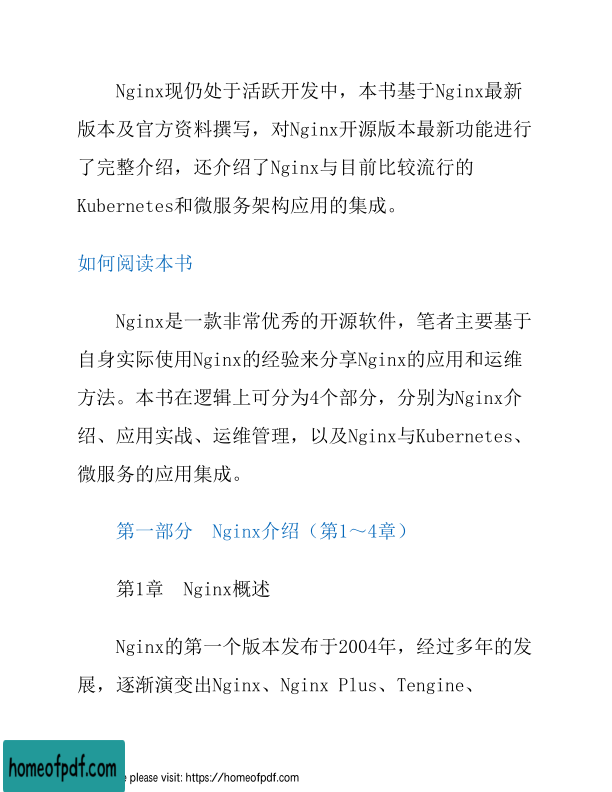 Nginx现仍处于活跃开发中，本书基于Nginx最新
版本及官方资料撰写，对Nginx开源版本最新功能进行
了完整介绍，还介绍了Nginx与目前比较流行的
Kubernetes和微服务架构应用的集成。
如何阅读本书
Nginx是一款非常优秀的开源软件，笔者主要基于
自身实际使用Nginx的经验来分享Nginx的应用和运维
方法。本书在逻辑上可分为4个部分，分别为Nginx介
绍、应用实战、运维管理，以及Nginx与Kubernetes、
微服务的应用集成。
第一部分　Nginx介绍（第1～4章）
第1章　Nginx概述
Nginx的第一个版本发布于2004年，经过多年的发
展，逐渐演变出Nginx、Nginx Plus、Tengine、
homeofpdf.com
please visit: https://homeofpdf.com